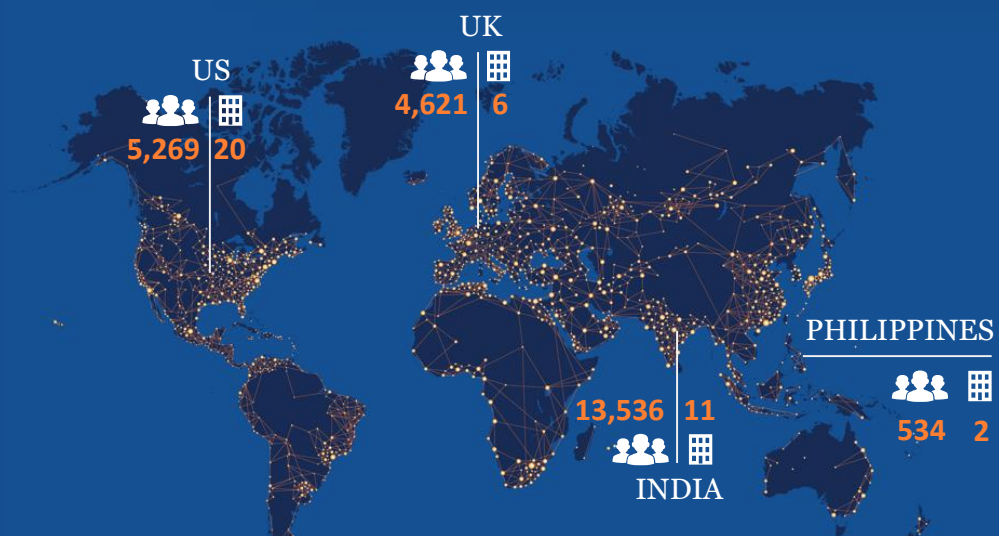 UK
4,621 6
US
5,269 20
PHILIPPINES
534 2
13,536 11
INDIA